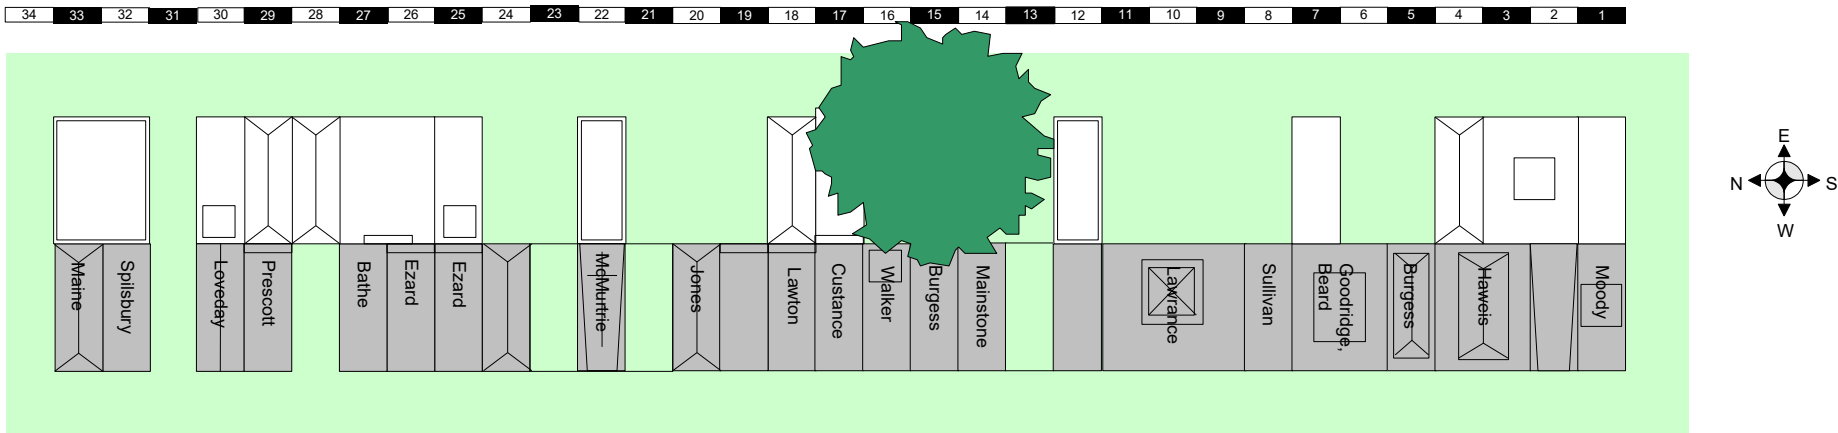 34 33 32 31 30 29 28 27 26 25 24 23 22 21 20 19 18 17 16 15 14 13 12 11 10 9 8 7 6 5 4 3 2 1
E
N S
W
Maine
Spilsbury
Loveday
Prescott
Bathe
Ezard
Ezard
McMurtrie
Jones
Lawton
Custance
Walker
Burgess
Mainstone
Lawrance
Sullivan
Goodridge,
Beard
Burgess
Haweis
Moody